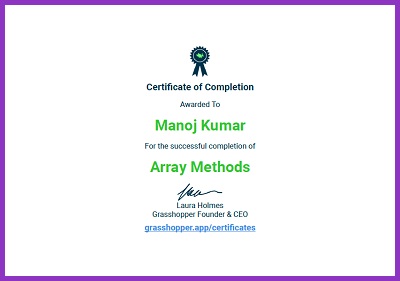 Certificate of Completion
Awarded To
Manoj Kumar
For the successful completion of
Array Methods
Laura Holmes
Grasshopper Founder & CEO
grasshopper.app/certificates